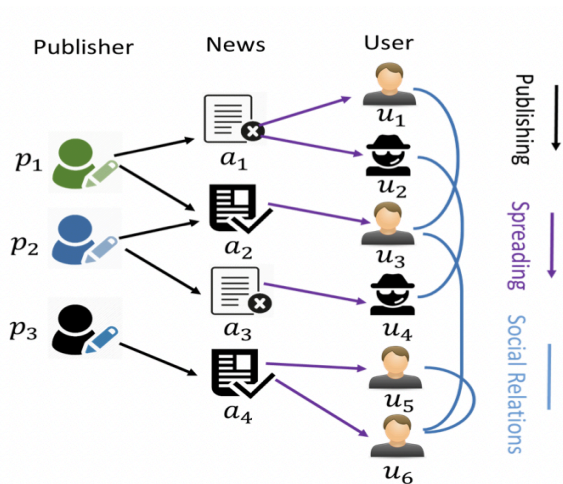 Publisher
News
User
p₁
p₂
p₃
a₁
a₂
a₃
a₄
u₁
u₂
u₃
u₄
u₅
u₆
Publishing
Spreading
Social Relations